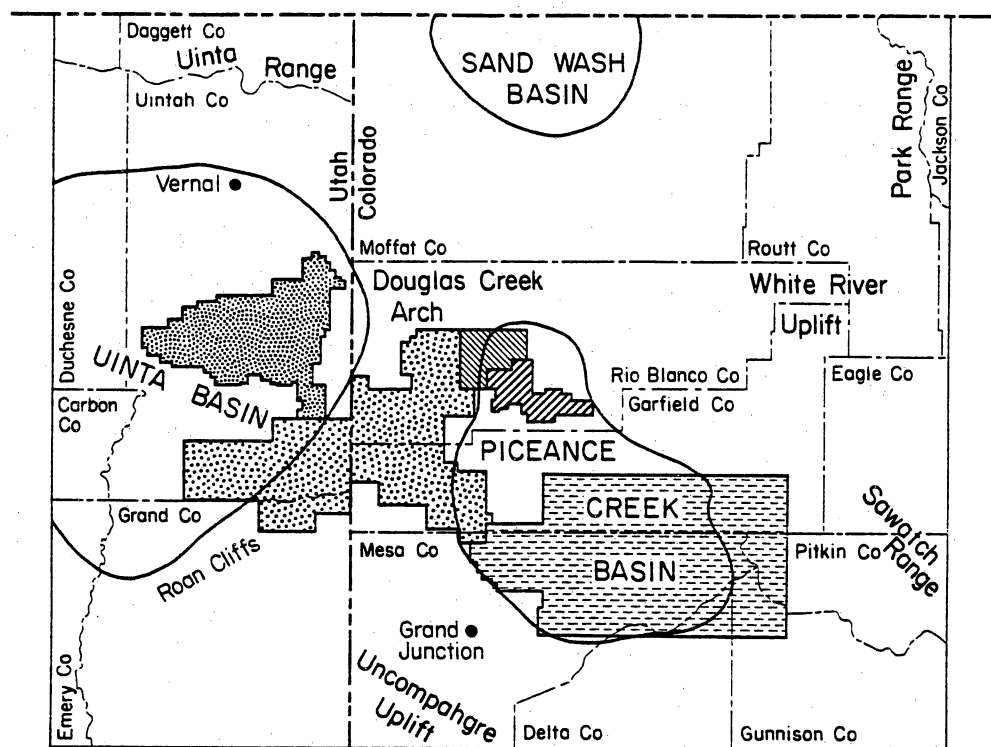 Daggett Co
Uinta Range
Uintah Co
SAND WASH
BASIN
Park Range
Jackson Co
Vernal
Utah
Colorado
Moffat Co
Routt Co
Douglas Creek
Arch
White River
Uplift
Duchesne Co
UINTA
BASIN
Rio Blanco Co
Eagle Co
Carbon
Co
Garfield Co
PICEANCE
CREEK
BASIN
Grand Co
Roan Cliffs
Mesa Co
Pitkin Co
Sawatch
Range
Grand
Junction
Uncompahgre
Uplift
Emery Co
Delta Co
Gunnison Co